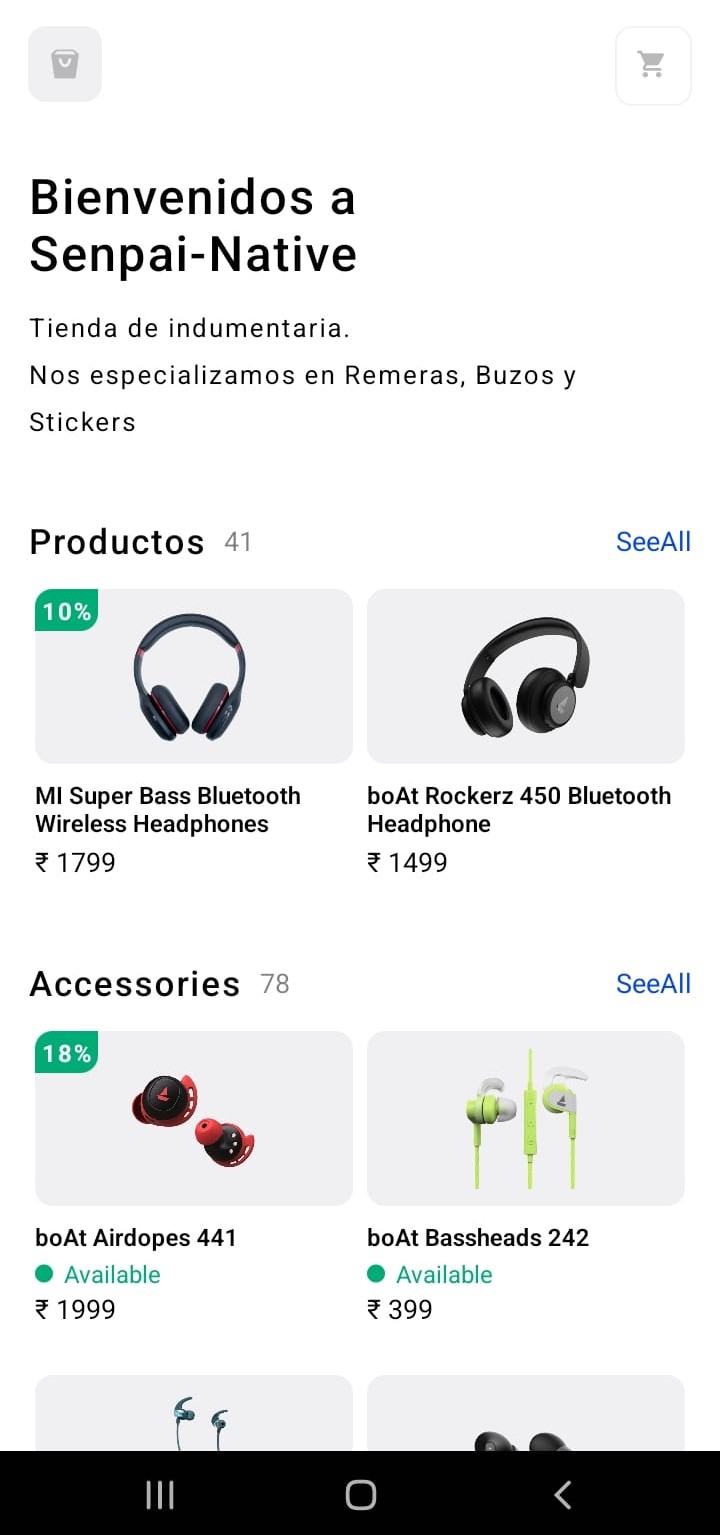 Bienvenidos a
Senpai-Native
Tienda de indumentaria.
Nos especializamos en Remeras, Buzos y
Stickers
Productos 41 SeeAll
10%
MI Super Bass Bluetooth
Wireless Headphones
₹ 1799
boAt Rockerz 450 Bluetooth
Headphone
₹ 1499
Accessories 78 SeeAll
18%
boAt Airdopes 441
Available
₹ 1999
boAt Bassheads 242
Available
₹ 399